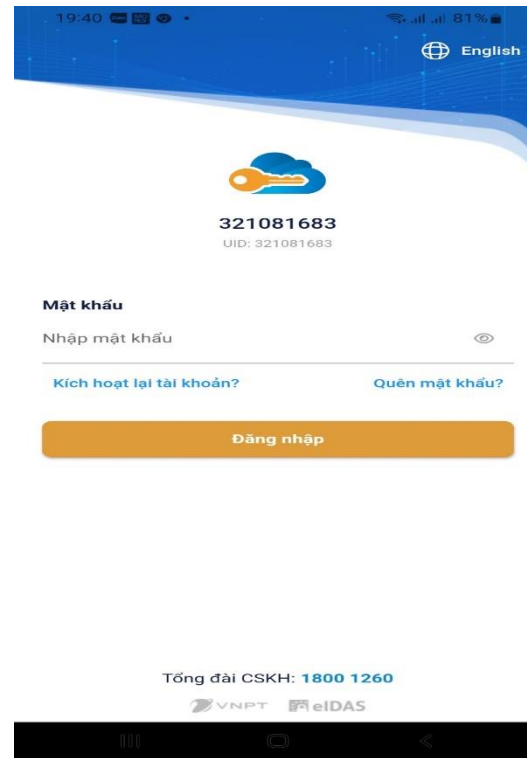 19:40 81%
English
321081683
UID: 321081683
Mật khẩu
Nhập mật khẩu
Kích hoạt lại tài khoản? Quên mật khẩu?
Đăng nhập
Tổng đài CSKH: 1800 1260
VNPT eIDAS